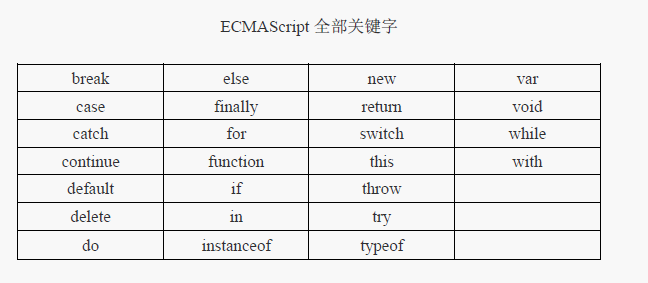 ECMAScript 全部关键字
break else new var
case finally return void
catch for switch while
continue function this with
default if throw
delete in try
do instanceof typeof